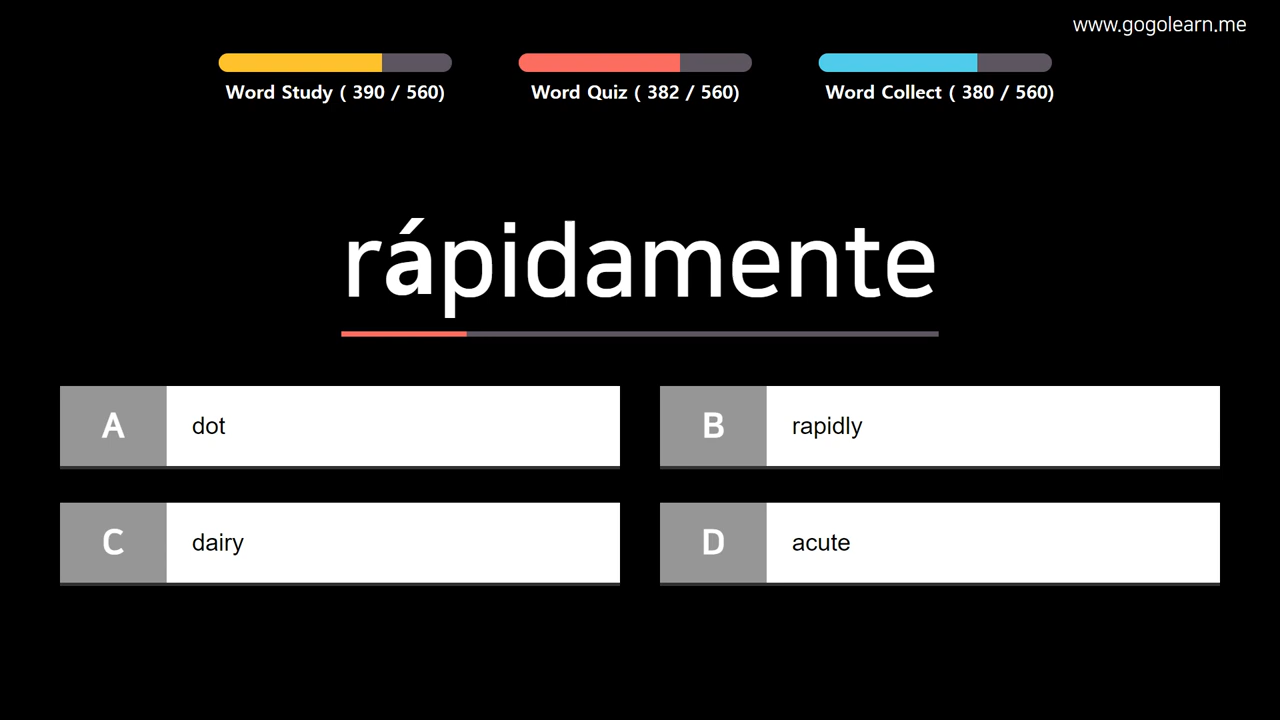 www.gogolearn.me
Word Study ( 390 / 560)
Word Quiz ( 382 / 560)
Word Collect ( 380 / 560)
rápidamente
A dot
B rapidly
C dairy
D acute